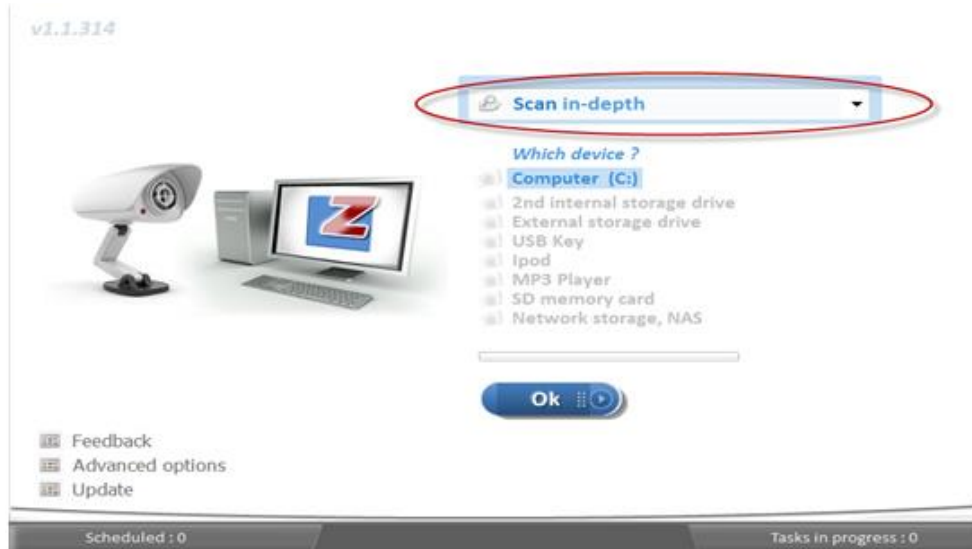 v1.1.314
Scan in-depth
Which device ?
Computer (C:)
2nd internal storage drive
External storage drive
USB Key
Ipod
MP3 Player
SD memory card
Network storage, NAS
Ok
Feedback
Advanced options
Update
Scheduled : 0
Tasks in progress : 0